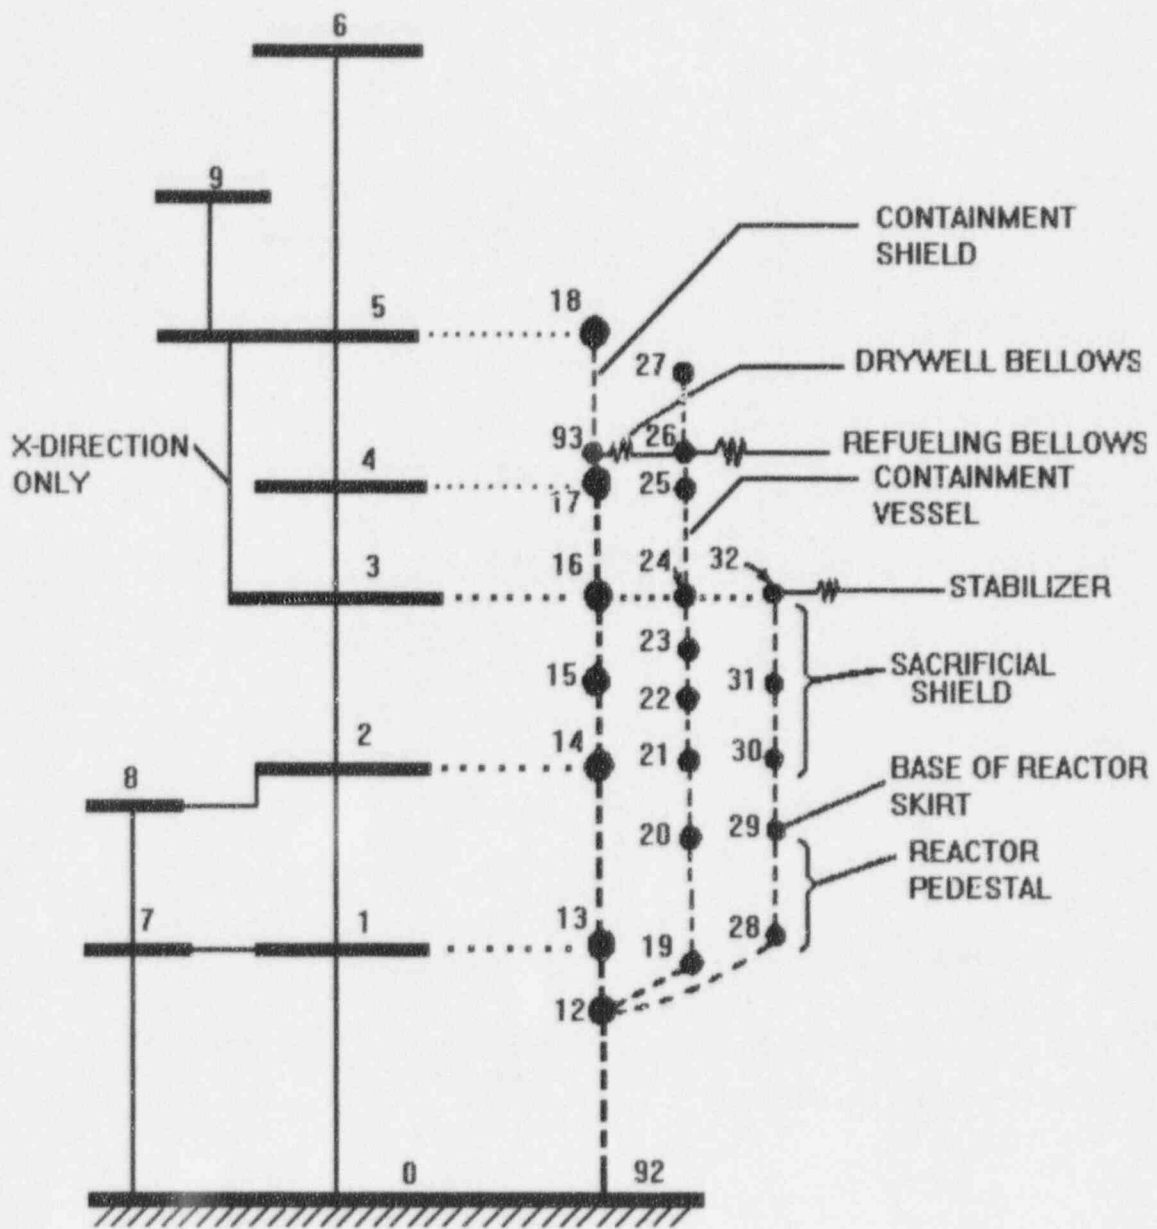 6
9
CONTAINMENT
SHIELD
5
18
27
DRYWELL BELLOWS
X-DIRECTION
ONLY
93
26
REFUELING BELLOWS
4
17
25
CONTAINMENT
VESSEL
3
16
24
32
STABILIZER
23
15
22
31
SACRIFICIAL
SHIELD
2
14
21
30
8
BASE OF REACTOR
SKIRT
20
29
REACTOR
PEDESTAL
7
1
13
19
28
12
0
92